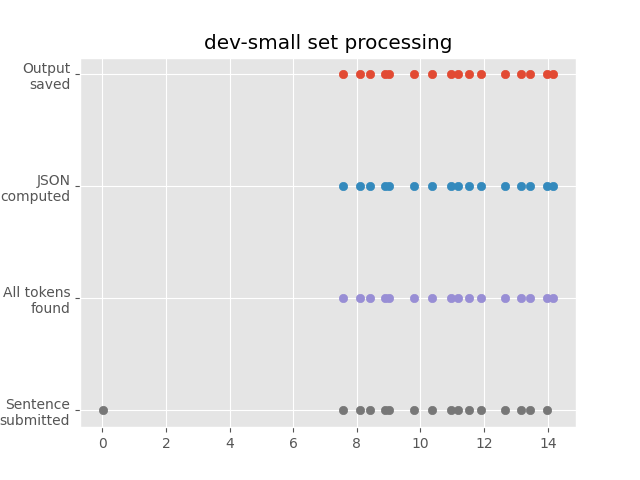 dev-small set processing
Output
saved
JSON
computed
All tokens
found
Sentence
submitted
0 2 4 6 8 10 12 14